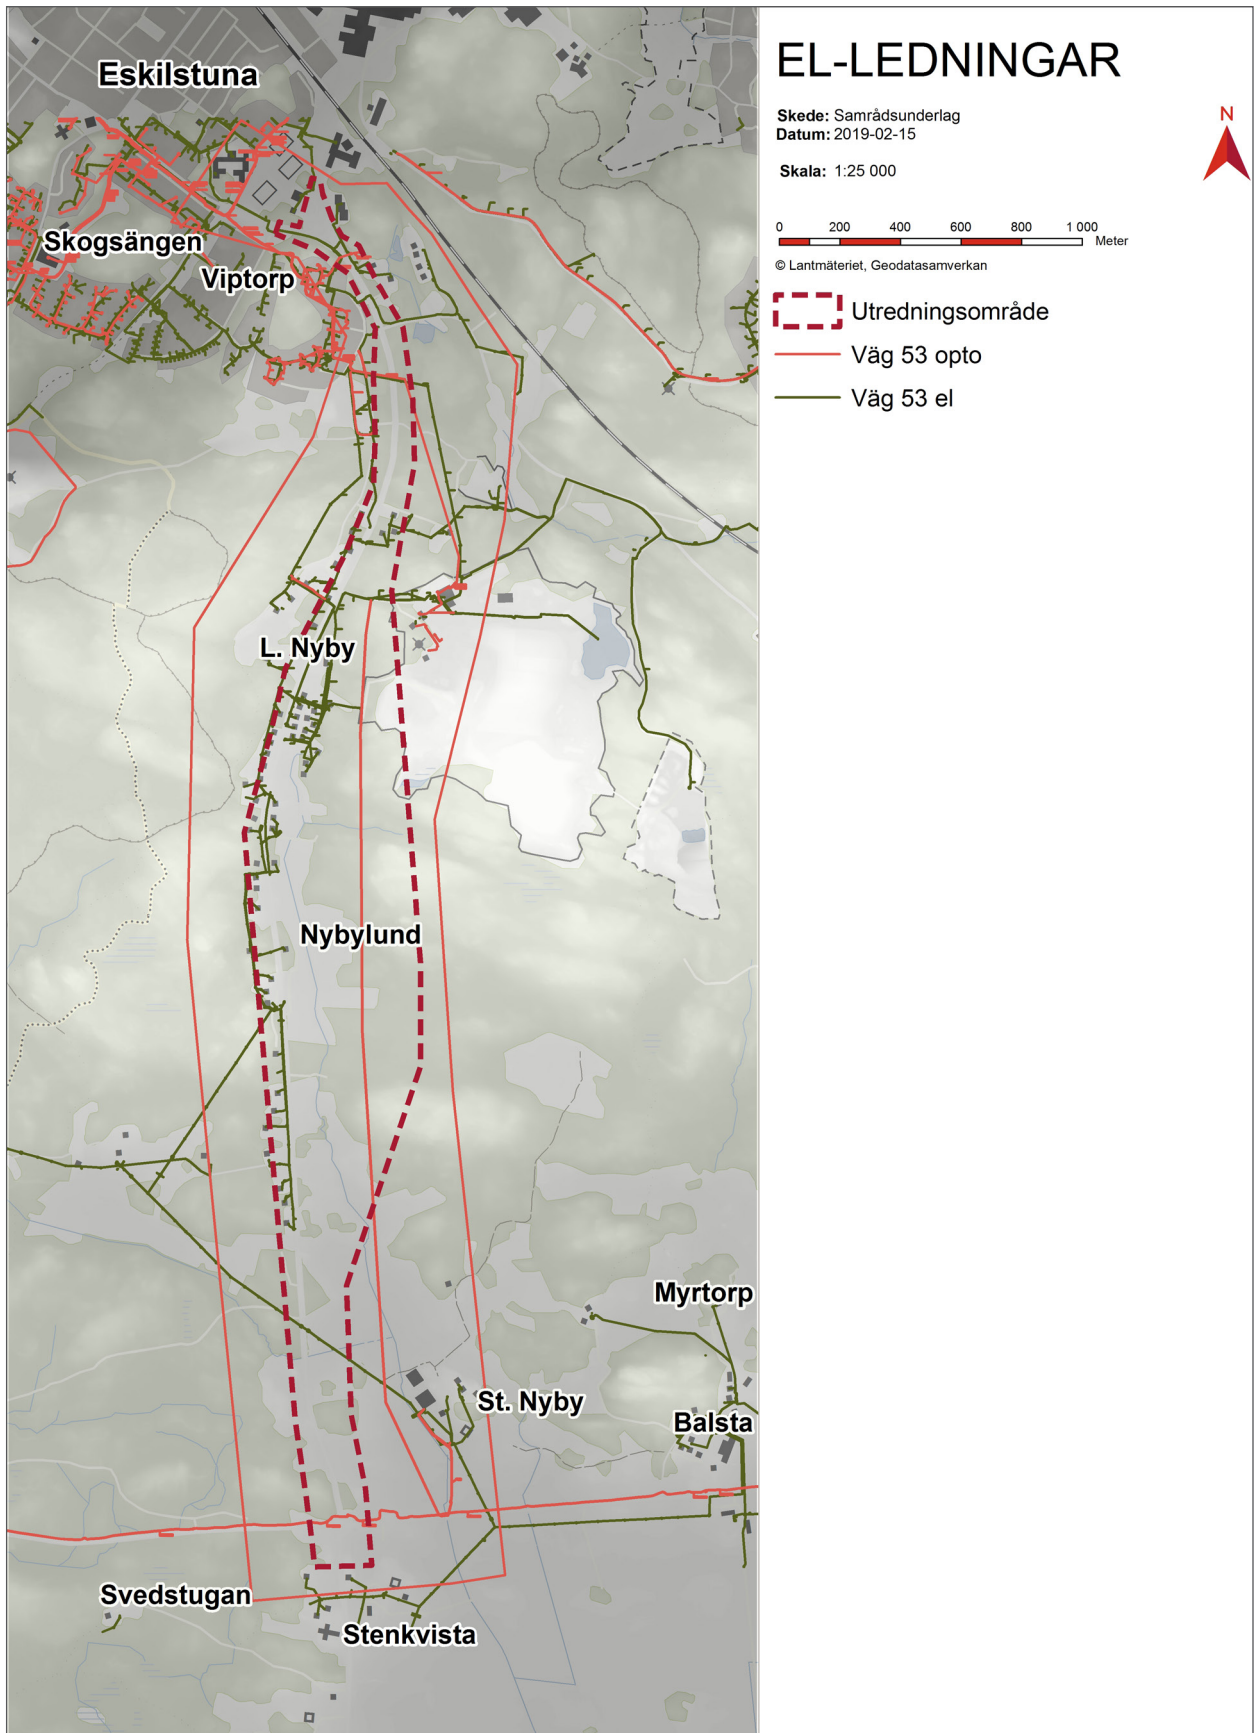 EL-LEDNINGAR
Skede: Samrådsunderlag
Datum: 2019-02-15
Skala: 1:25 000
N
0 200 400 600 800 1 000
Meter
© Lantmäteriet, Geodatasamverkan
Utredningsområde
Väg 53 opto
Väg 53 el
Eskilstuna
Skogsängen
Viptorp
L. Nyby
Nybylund
Myrtorp
St. Nyby
Balsta
Svedstugan
Stenkvista